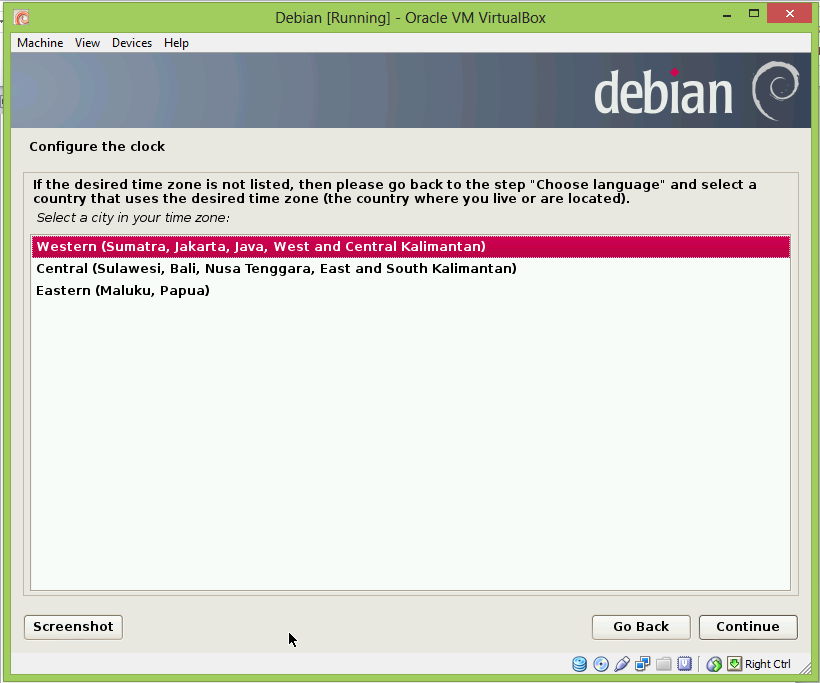 Debian [Running] - Oracle VM VirtualBox
Machine View Devices Help
debian
Configure the clock
If the desired time zone is not listed, then please go back to the step "Choose language" and select a
country that uses the desired time zone (the country where you live or are located).
Select a city in your time zone:
Western (Sumatra, Jakarta, Java, West and Central Kalimantan)
Central (Sulawesi, Bali, Nusa Tenggara, East and South Kalimantan)
Eastern (Maluku, Papua)
Screenshot Go Back Continue
Right Ctrl